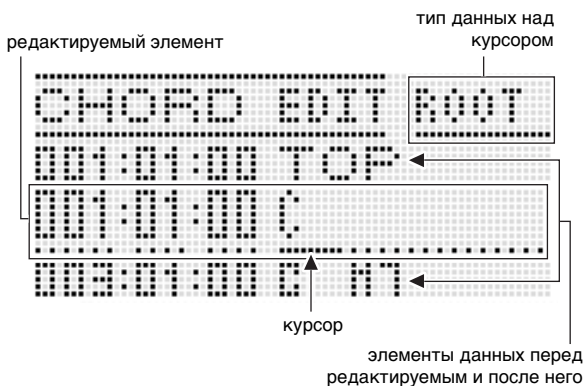 тип данных над
курсором
редактируемый элемент
CHORD EDIT ROOT
001:01:00 TOP
001:01:00 C
003:01:00 C A7
курсор
элементы данных перед
редактируемым и после него